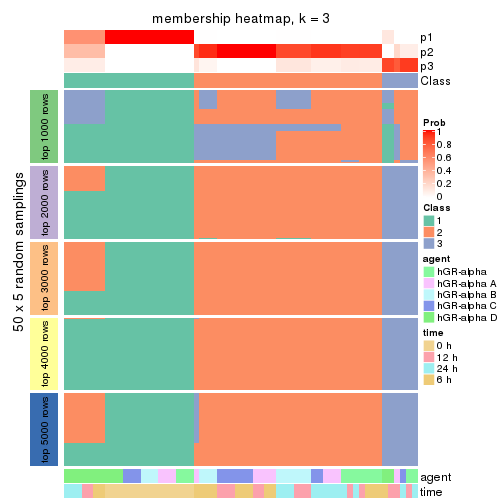 membership heatmap, k = 3
p1
p2
p3
Class
50 x 5 random samplings
top 1000 rows
top 2000 rows
top 3000 rows
top 4000 rows
top 5000 rows
agent
time
Prob
1
0.8
0.6
0.4
0.2
0
Class
1
2
3
agent
hGR-alpha
hGR-alpha A
hGR-alpha B
hGR-alpha C
hGR-alpha D
time
0 h
12 h
24 h
6 h